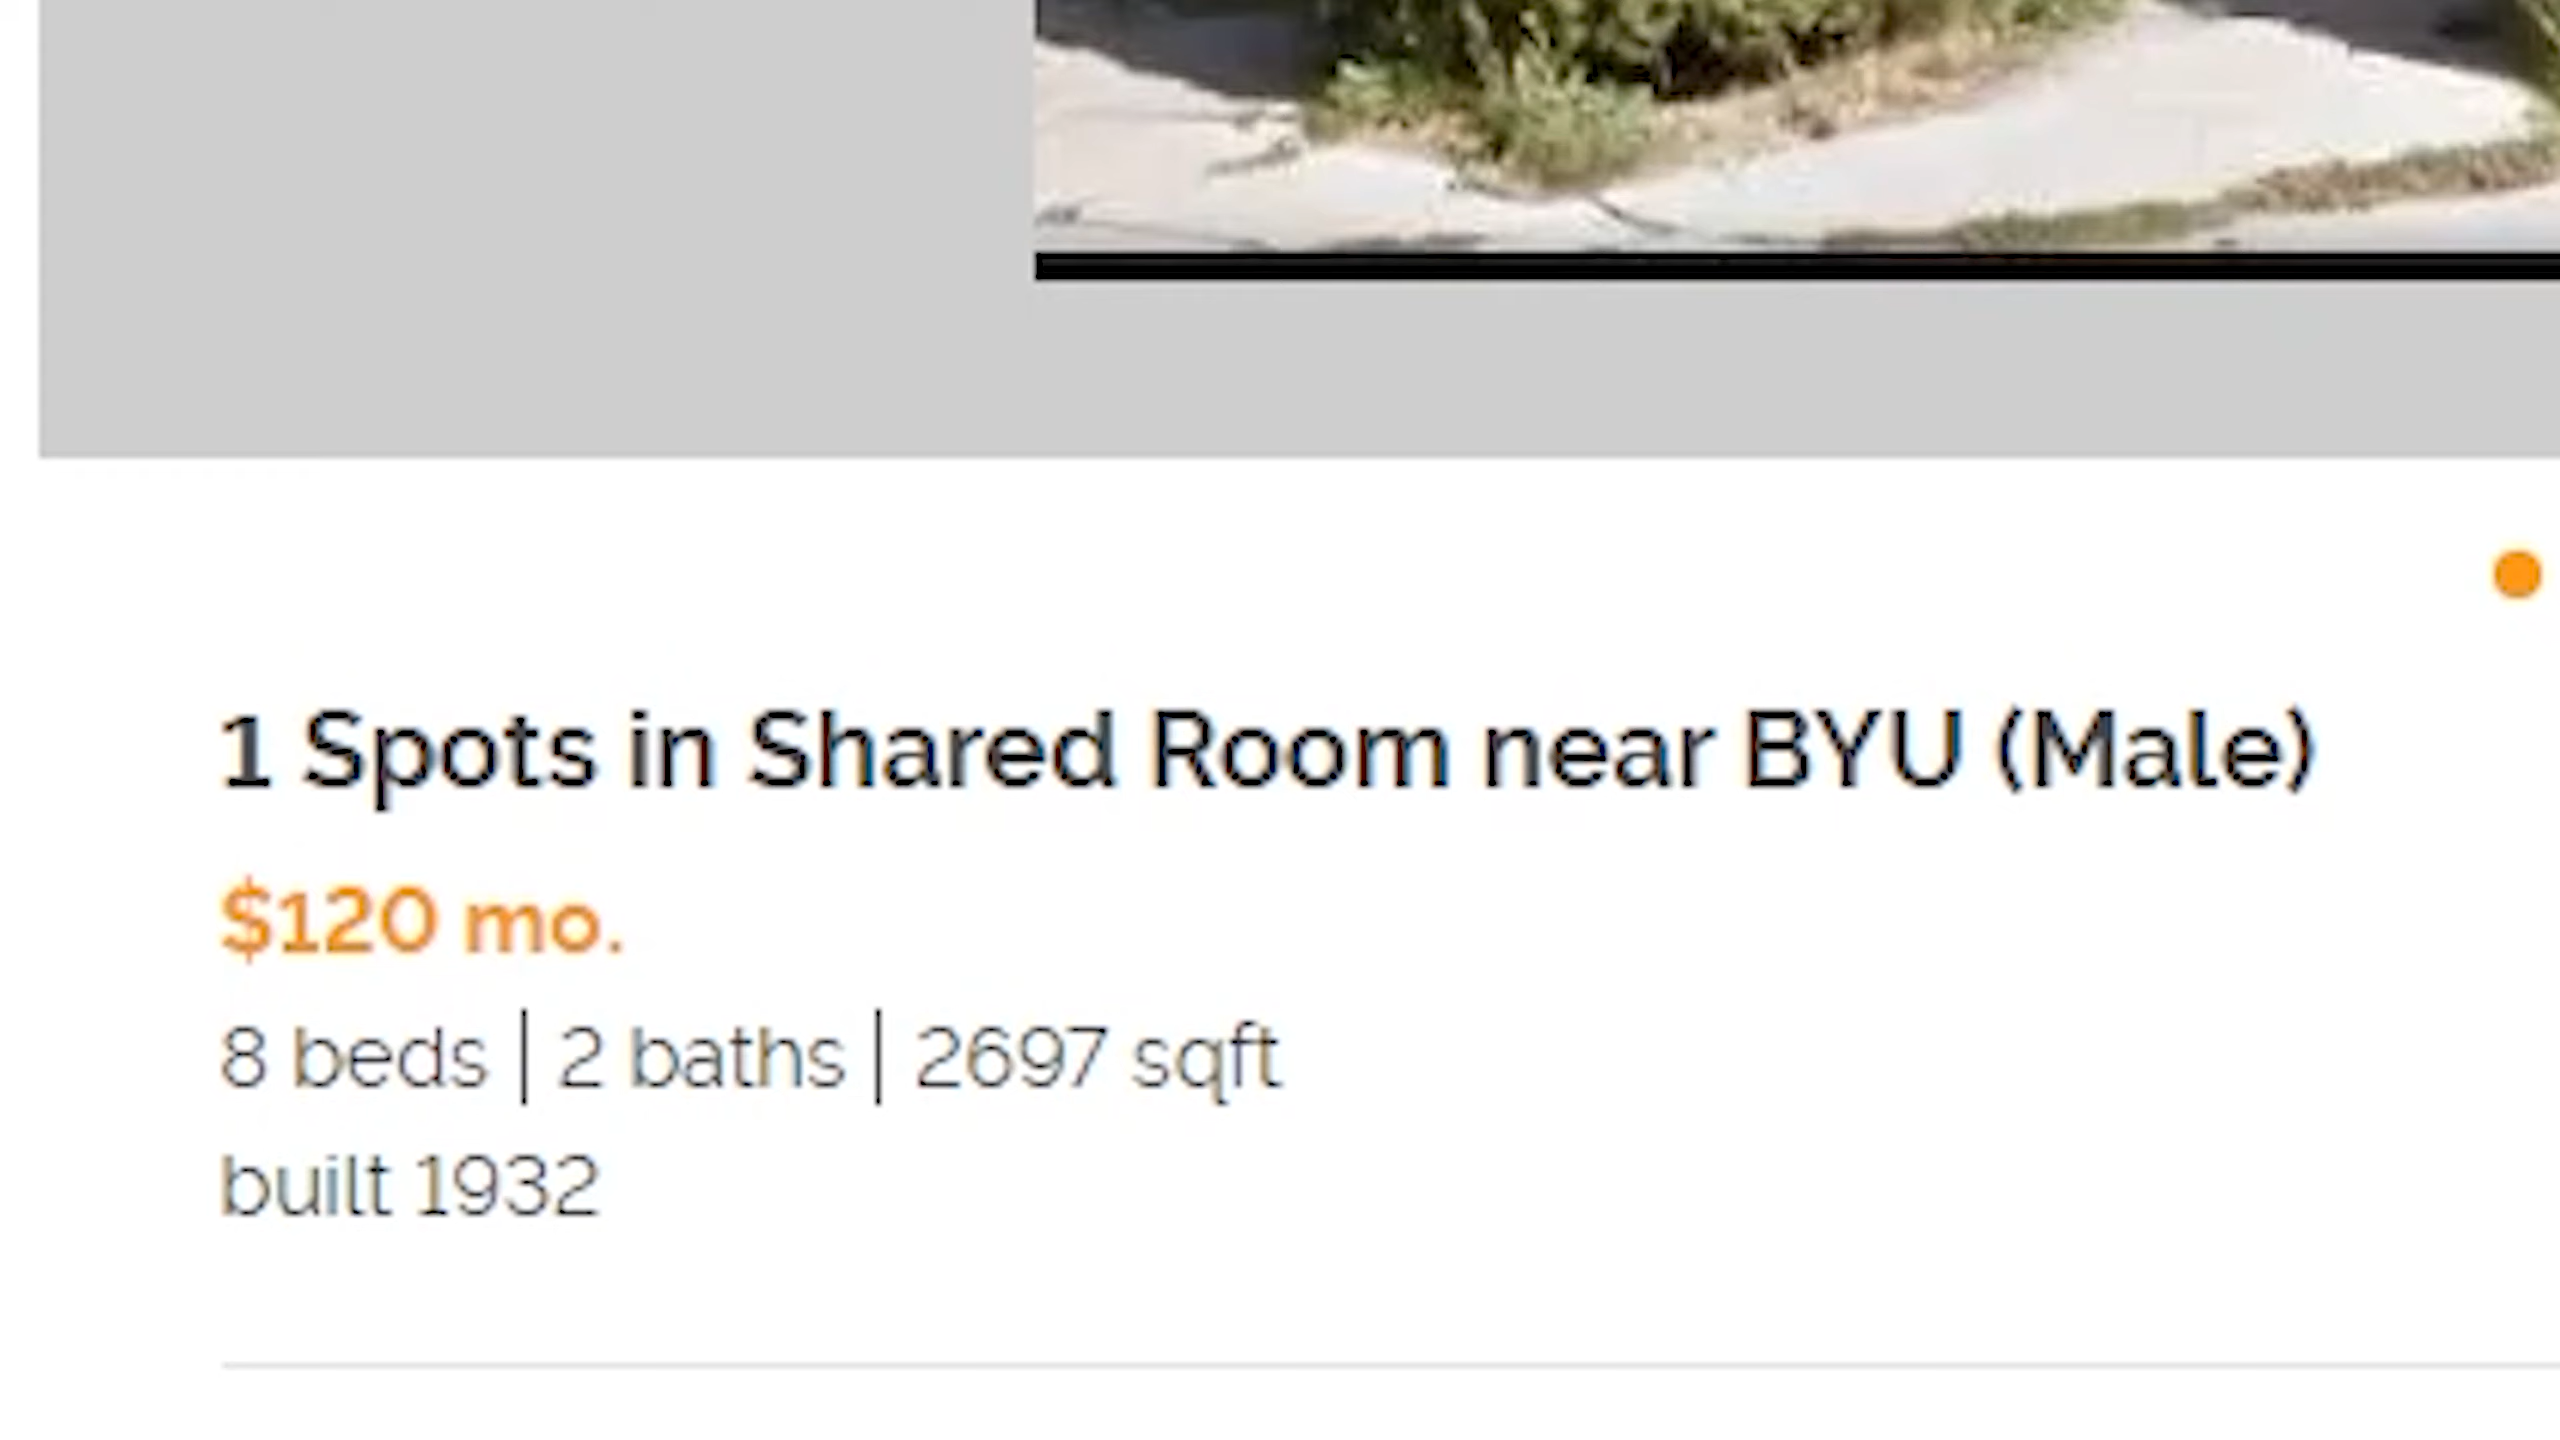 1 Spots in Shared Room near BYU (Male)
$120 mo.
8 beds | 2 baths | 2697 sqft
built 1932